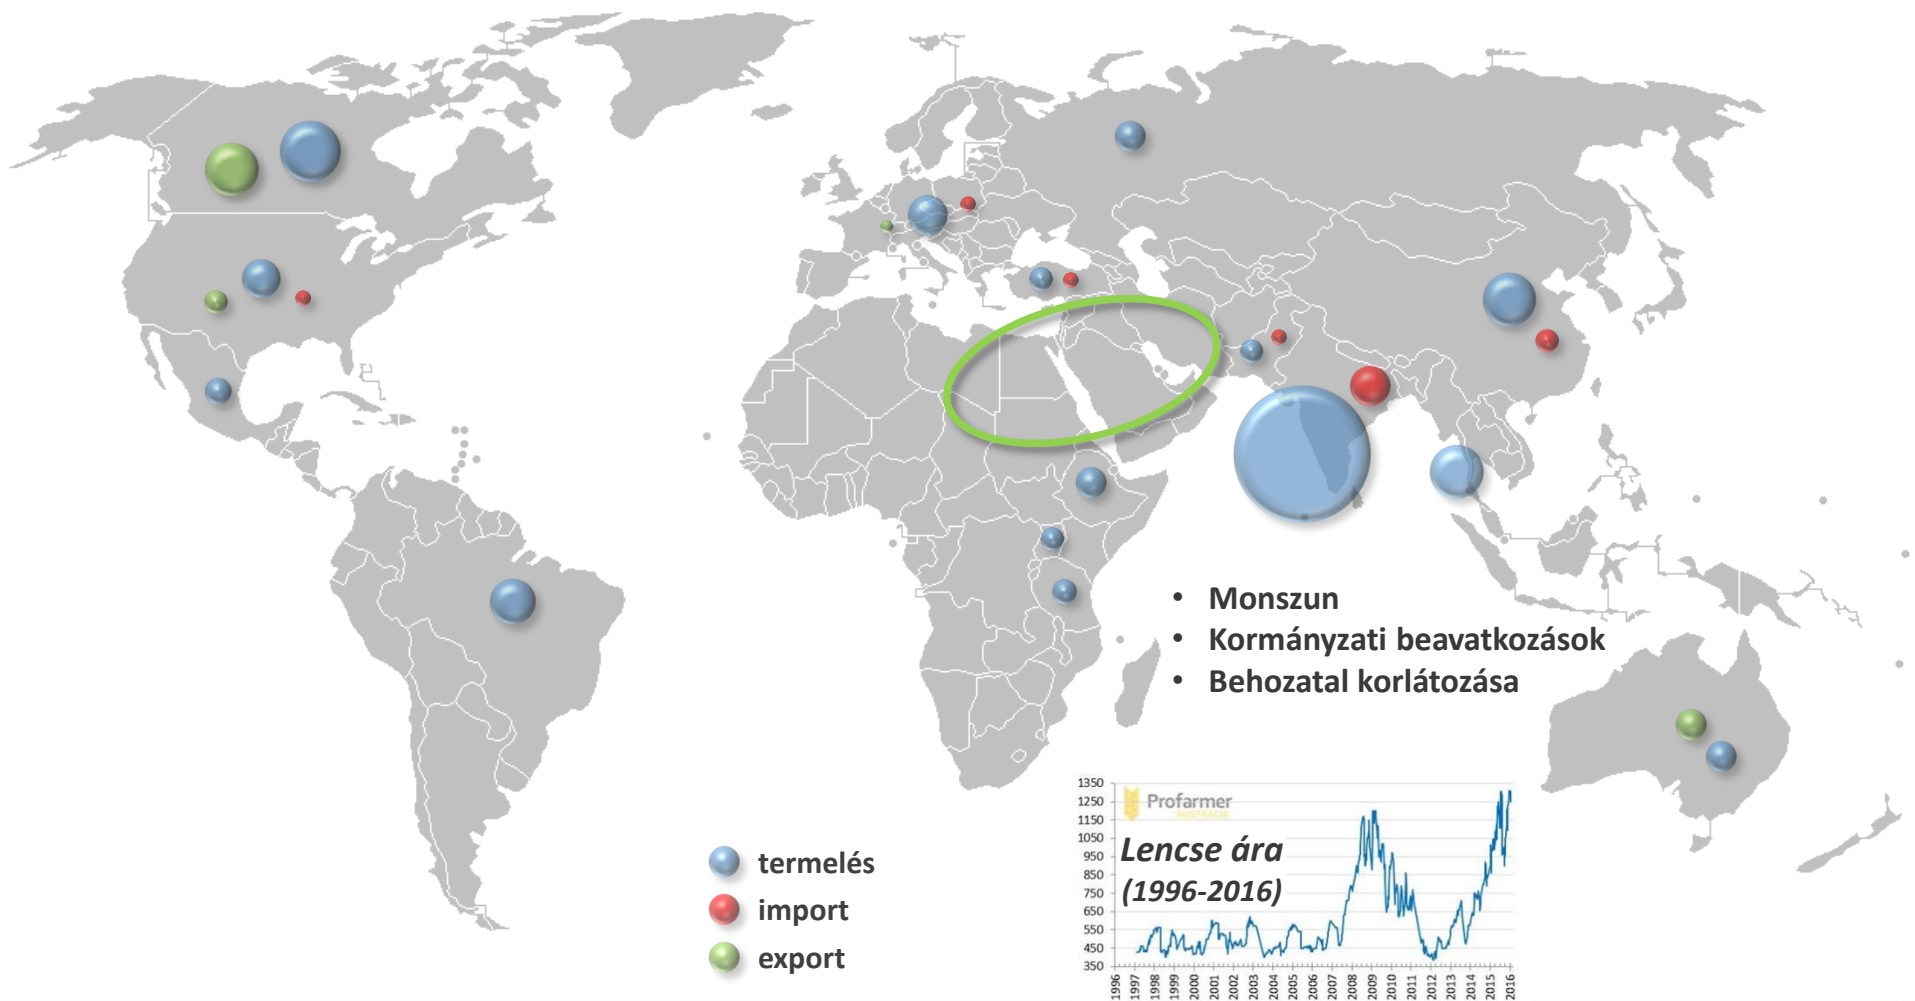 • Monszun
• Kormányzati beavatkozások
• Behozatal korlátozása
termelés
import
export
Profarmer
AUSTRALIA
Lencse ára
(1996-2016)
1350
1250
1150
1050
950
850
750
650
550
450
350
1996 1997 1998 1999 2000 2001 2002 2003 2004 2005 2006 2007 2008 2009 2010 2011 2012 2013 2014 2015 2016